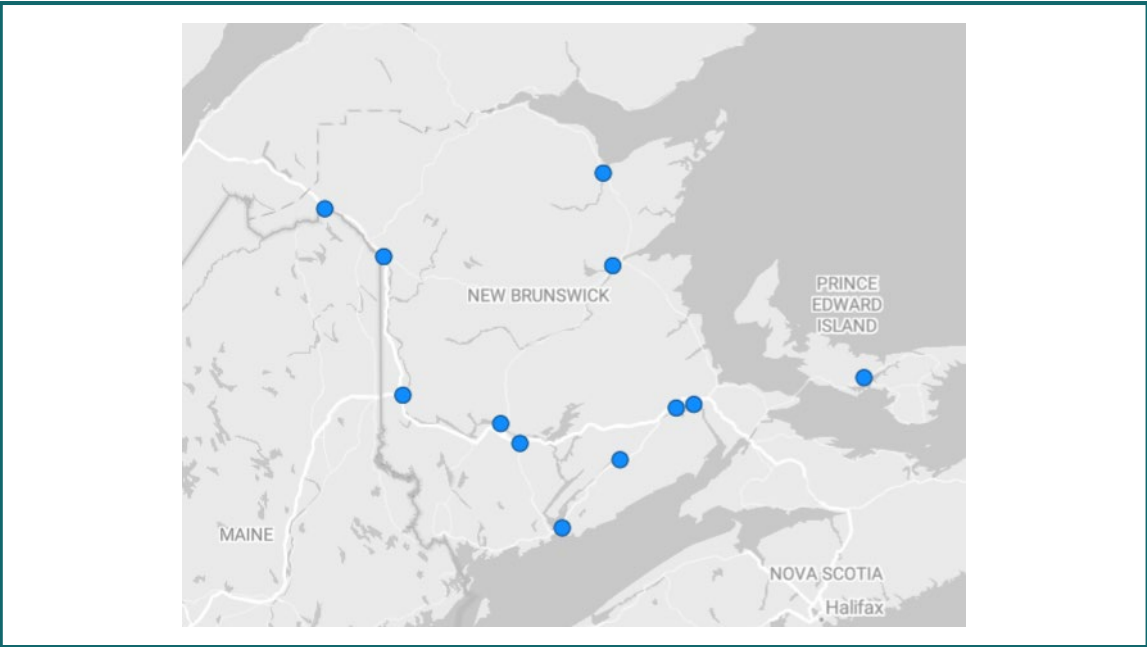 NEW BRUNSWICK
PRINCE
EDWARD
ISLAND
MAINE
NOVA SCOTIA
Halifax